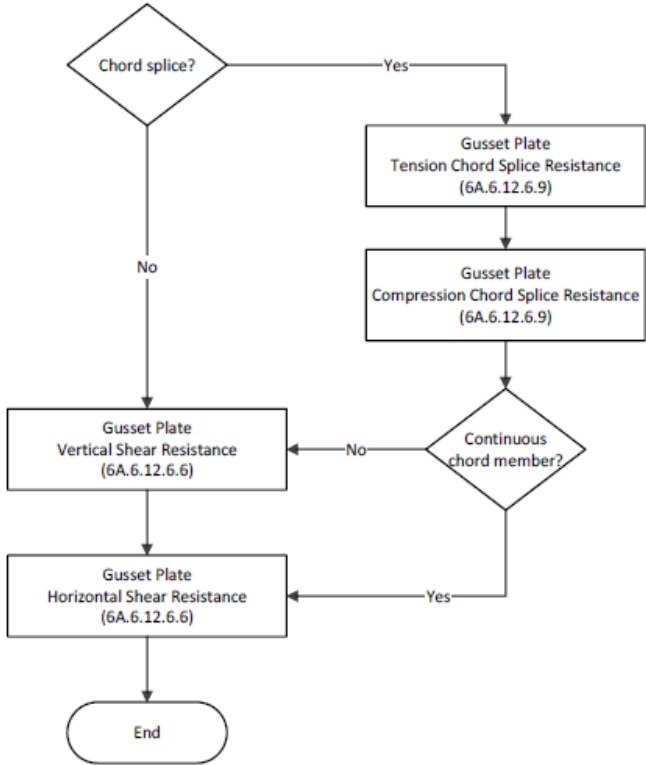 Chord splice?
Yes
Gusset Plate
Tension Chord Splice Resistance
(6A.6.12.6.9)
No
Gusset Plate
Compression Chord Splice Resistance
(6A.6.12.6.9)
Gusset Plate
Vertical Shear Resistance
(6A.6.12.6.6)
No
Continuous
chord member?
Gusset Plate
Horizontal Shear Resistance
(6A.6.12.6.6)
Yes
End